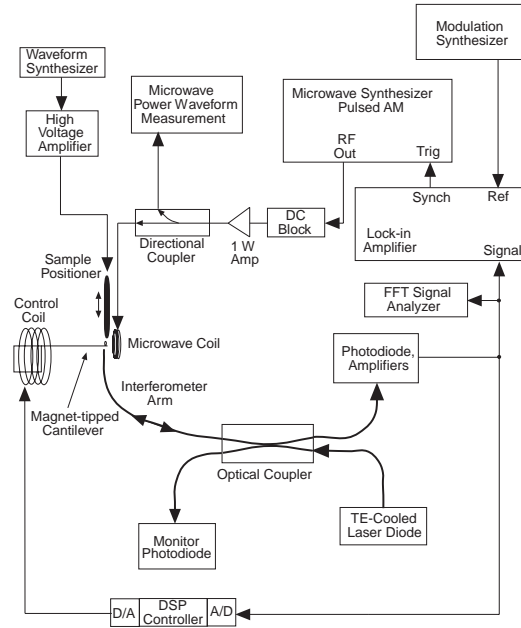 Modulation
Synthesizer
Waveform
Synthesizer
Microwave
Power Waveform
Measurement
Microwave Synthesizer
Pulsed AM
RF
Out
Trig
High
Voltage
Amplifier
Synch
Ref
DC
Block
Lock-in
Amplifier
Signal
Directional
Coupler
1 W
Amp
Sample
Positioner
FFT Signal
Analyzer
Control
Coil
Microwave Coil
Photodiode,
Amplifiers
Interferometer
Arm
Magnet-tipped
Cantilever
Optical Coupler
Monitor
Photodiode
TE-Cooled
Laser Diode
D/A
DSP
Controller
A/D